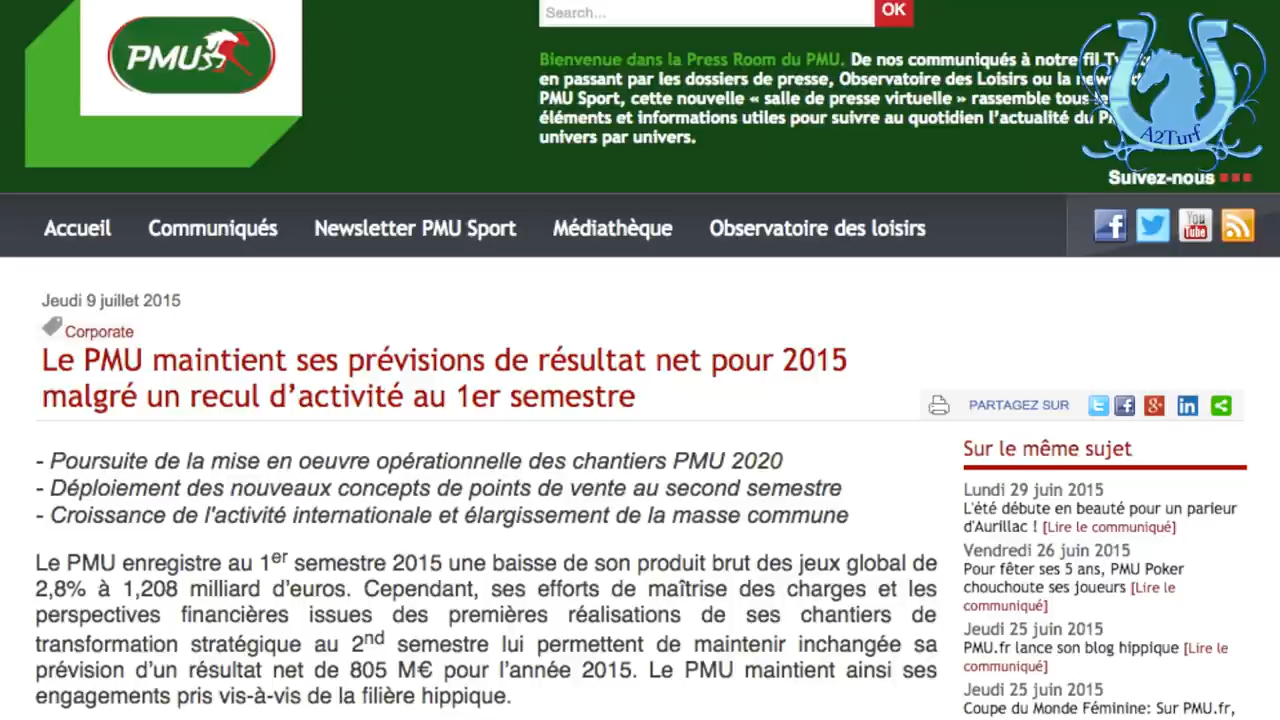 PMU
Search...
OK
Bienvenue dans la Press Room du PMU. De nos communiqués à notre fil
en passant par les dossiers de presse, Observatoire des Loisirs ou la
PMU Sport, cette nouvelle « salle de presse virtuelle » rassemble tous
éléments et informations utiles pour suivre au quotidien l'actualité du
univers par univers.
A2Turf
Suivez-nous
Accueil
Communiqués
Newsletter PMU Sport
Médiathèque
Observatoire des loisirs
You
Tube
Jeudi 9 juillet 2015
Corporate
Le PMU maintient ses prévisions de résultat net pour 2015
malgré un recul d'activité au 1er semestre
PARTAGEZ SUR
- Poursuite de la mise en oeuvre opérationnelle des chantiers PMU 2020
- Déploiement des nouveaux concepts de points de vente au second semestre
- Croissance de l'activité internationale et élargissement de la masse commune
Le PMU enregistre au 1er semestre 2015 une baisse de son produit brut des jeux global de
2,8% à 1,208 milliard d'euros. Cependant, ses efforts de maîtrise des charges et les
perspectives financières issues des premières réalisations de ses chantiers de
transformation stratégique au 2nd semestre lui permettent de maintenir inchangée sa
prévision d'un résultat net de 805 M€ pour l'année 2015. Le PMU maintient ainsi ses
engagements pris vis-à-vis de la filière hippique.
Sur le même sujet
Lundi 29 juin 2015
L'été débute en beauté pour un parieur
d'Aurillac ! [Lire le communiqué]
Vendredi 26 juin 2015
Pour fêter ses 5 ans, PMU Poker
chouchoute ses joueurs [Lire le
communiqué]
Jeudi 25 juin 2015
PMU.fr lance son blog hippique [Lire le
communiqué]
Jeudi 25 juin 2015
Coupe du Monde Féminine: Sur PMU.fr,